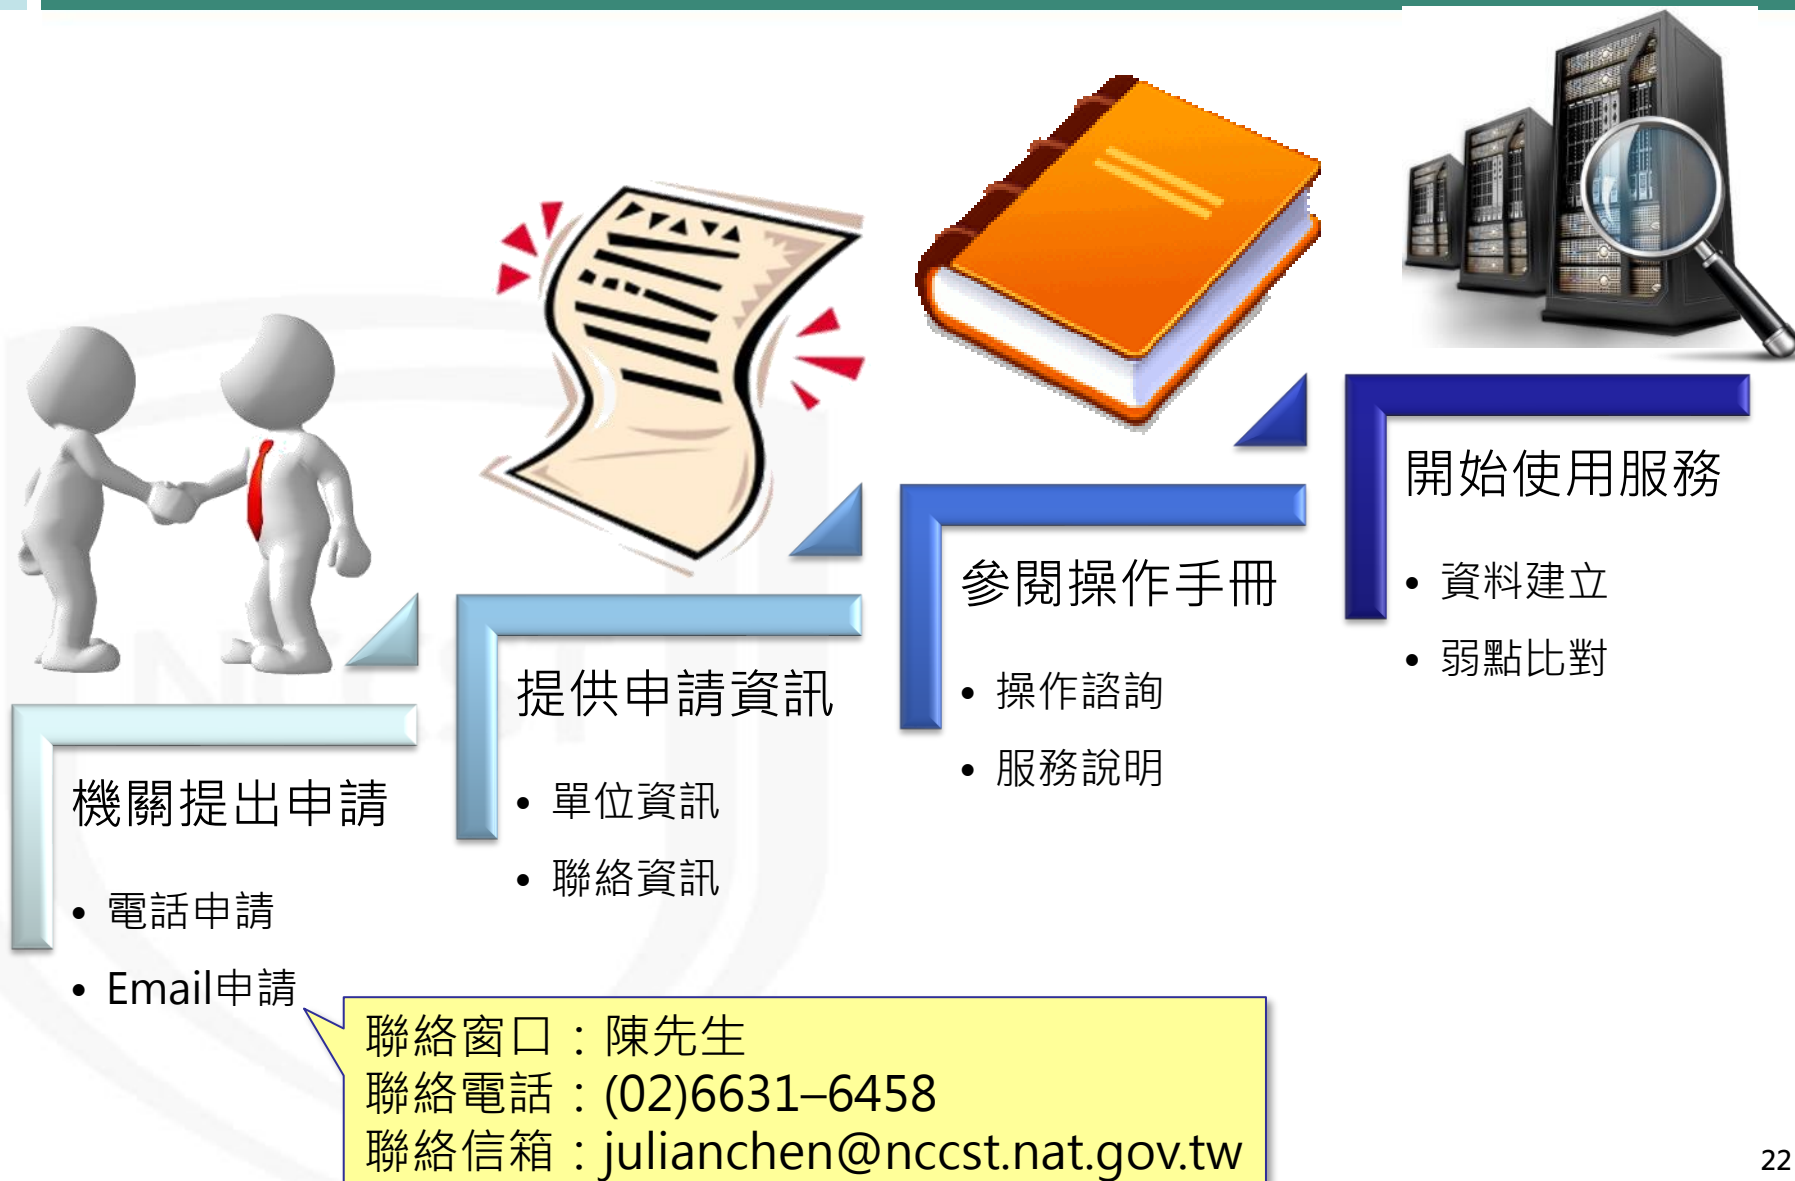 機關提出申請
• 電話申請
• Email申請
提供申請資訊
• 單位資訊
• 聯絡資訊
參閱操作手冊
• 操作諮詢
• 服務說明
開始使用服務
• 資料建立
• 弱點比對
聯絡窗口：陳先生
聯絡電話：(02)6631–6458
聯絡信箱：julianchen@nccst.nat.gov.tw
NCCST
22